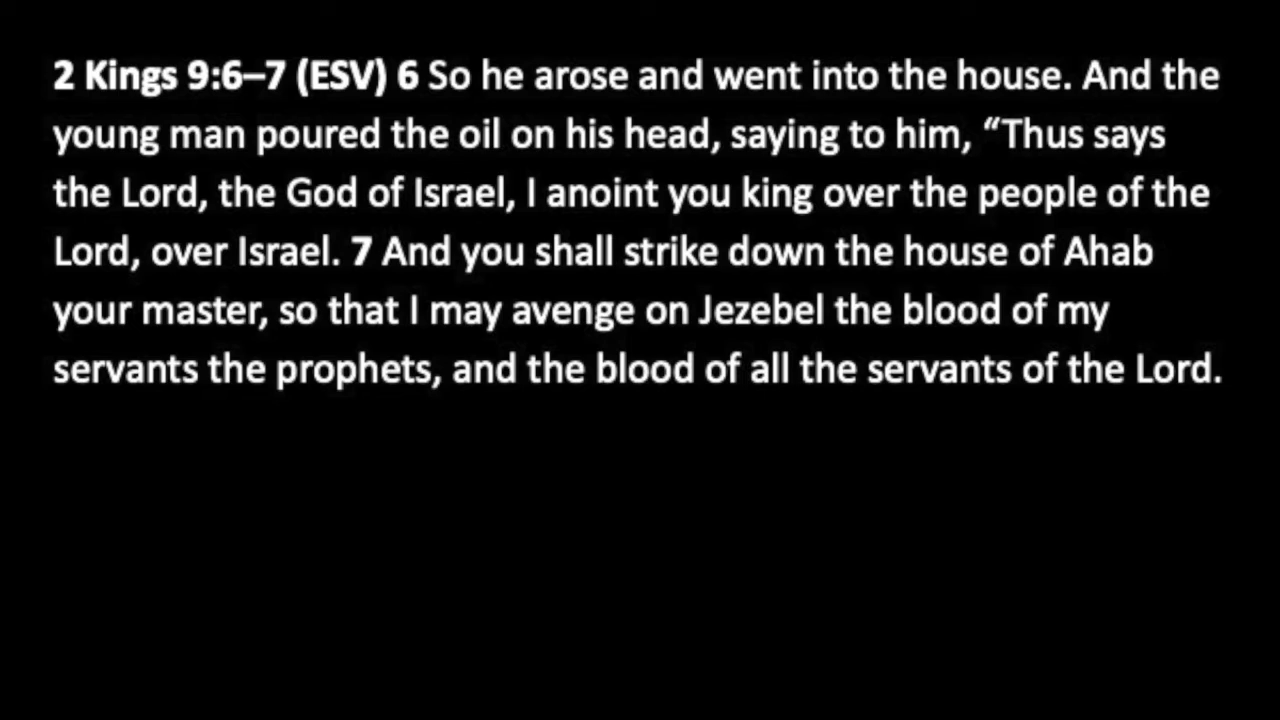 2 Kings 9:6–7 (ESV) 6 So he arose and went into the house. And the
young man poured the oil on his head, saying to him, “Thus says
the Lord, the God of Israel, I anoint you king over the people of the
Lord, over Israel. 7 And you shall strike down the house of Ahab
your master, so that I may avenge on Jezebel the blood of my
servants the prophets, and the blood of all the servants of the Lord.